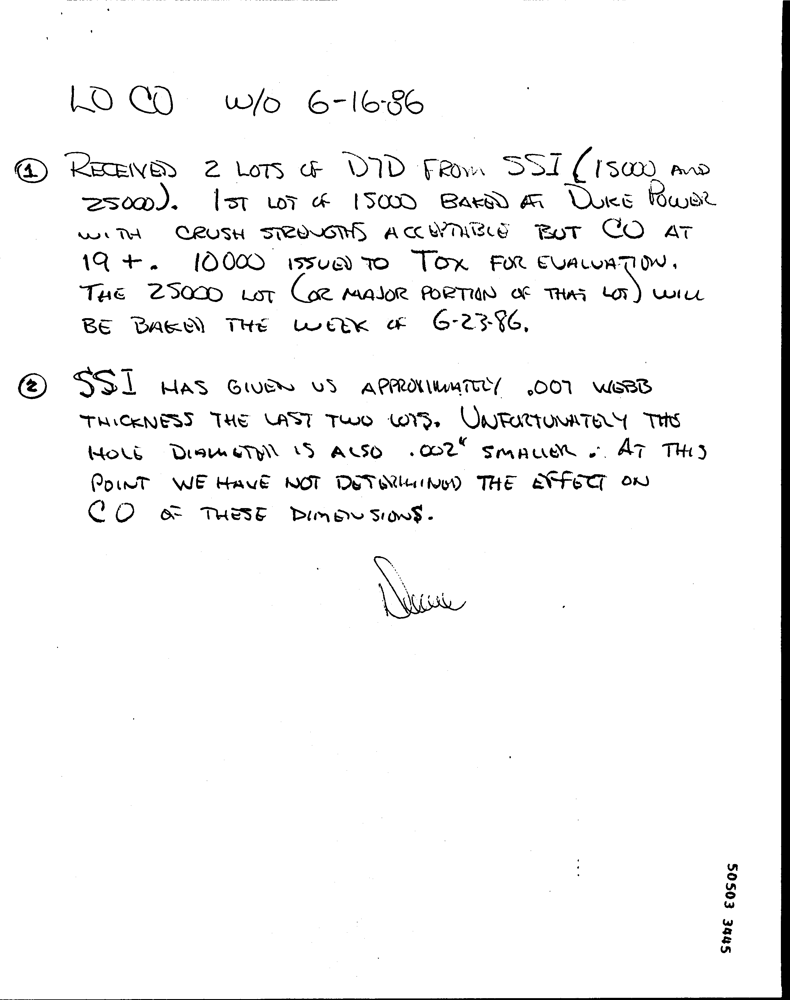 LO CO W/O 6-16-86
① RECEIVED 2 LOTS OF DTD FROM SSI (15000 AND
25000). 1ST LOT OF 15000 BAKED AT DUKE POWER
WITH CRUSH STRENGTHS ACCEPTABLE BUT CO AT
19+. 10000 ISSUED TO TOX FOR EVALUATION.
THE 25000 LOT (OR MAJOR PORTION OF THAT LOT) WILL
BE BAKED THE WEEK OF 6-23-86.
② SSI HAS GIVEN US APPROXIMATELY .007 WEBB
THICKNESS THE LAST TWO LOTS. UNFORTUNATELY THE
HOLE DIAMETER IS ALSO .002" SMALLER. AT THIS
POINT WE HAVE NOT DETERMINED THE EFFECT ON
CO OF THESE DIMENSIONS.
50503 3445